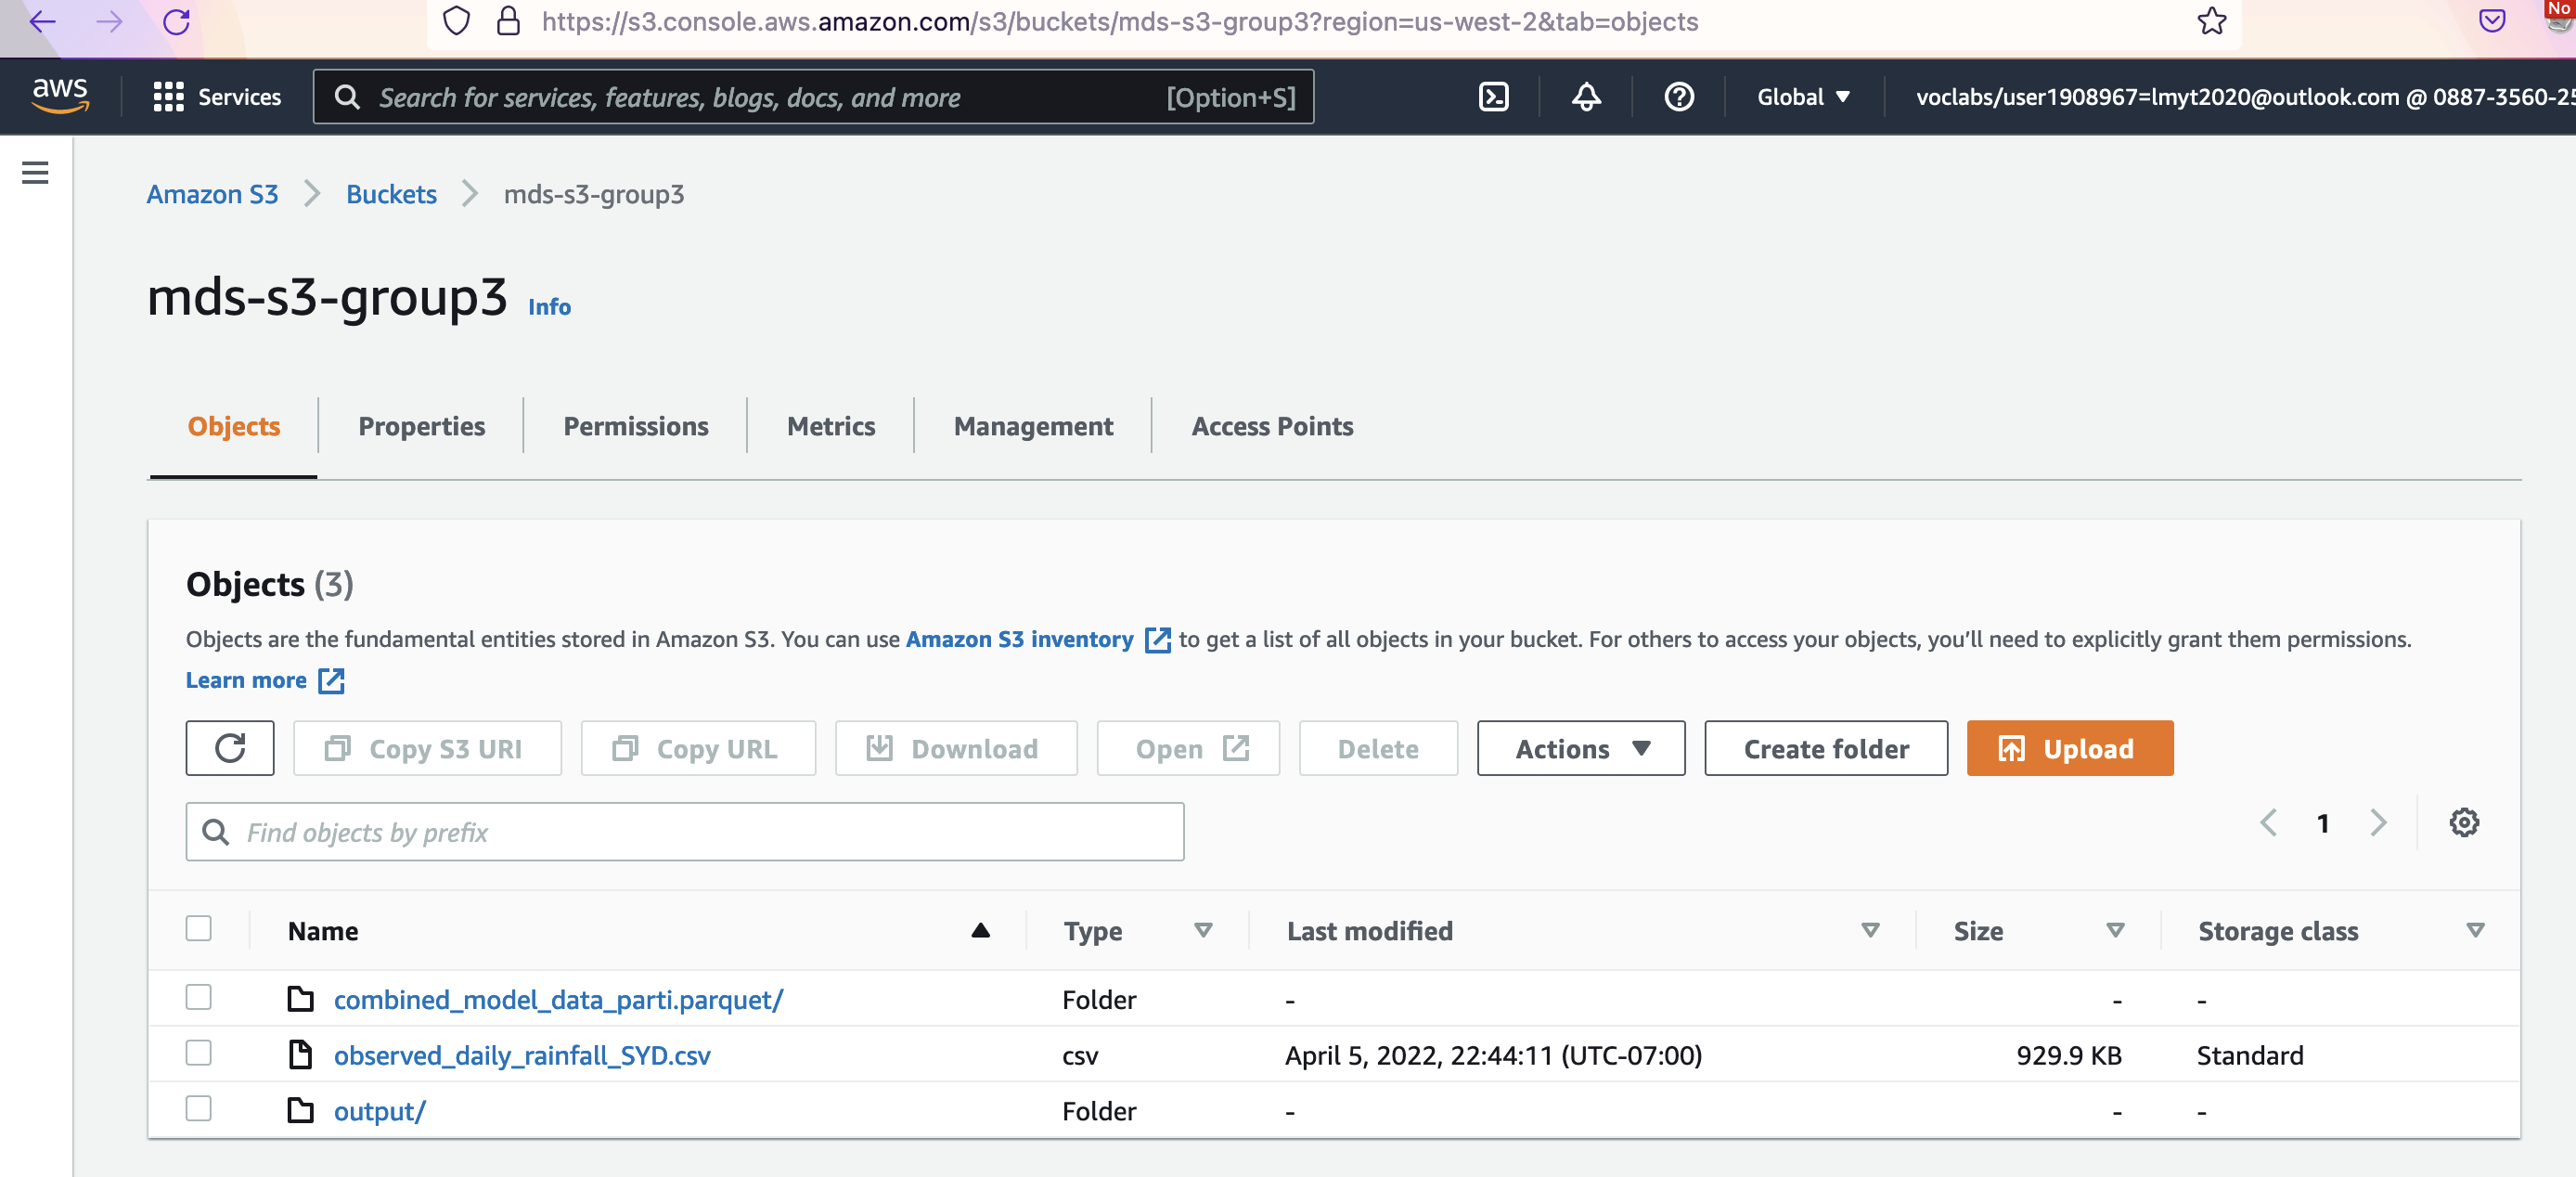 https://s3.console.aws.amazon.com/s3/buckets/mds-s3-group3?region=us-west-2&tab=objects
No
aws Services Search for services, features, blogs, docs, and more [Option+S] Global voclabs/user1908967=lmyt2020@outlook.com @ 0887-3560-25
Amazon S3 Buckets mds-s3-group3
mds-s3-group3 Info
Objects Properties Permissions Metrics Management Access Points
Objects (3)
Objects are the fundamental entities stored in Amazon S3. You can use Amazon S3 inventory to get a list of all objects in your bucket. For others to access your objects, you’ll need to explicitly grant them permissions.
Learn more
Copy S3 URI Copy URL Download Open Delete Actions Create folder Upload
Find objects by prefix 1
Name Type Last modified Size Storage class
combined_model_data_parti.parquet/ Folder - - -
observed_daily_rainfall_SYD.csv csv April 5, 2022, 22:44:11 (UTC-07:00) 929.9 KB Standard
output/ Folder - - -